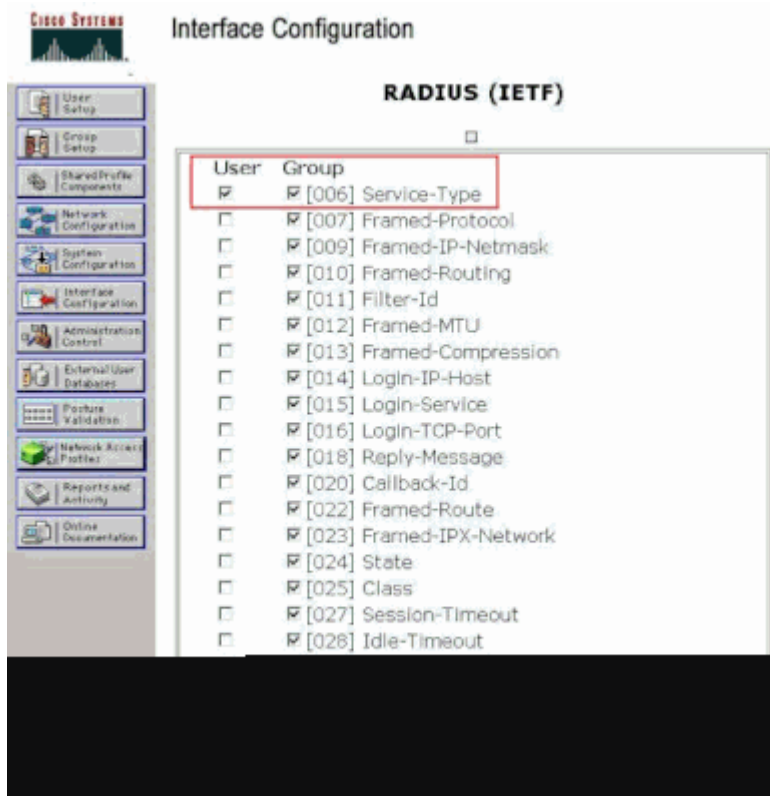 CISCO SYSTEMS
Interface Configuration
User Setup
Group Setup
Shared Profile Components
Network Configuration
System Configuration
Interface Configuration
Administration Control
External User Databases
Posture Validation
Network Access Profiles
Reports and Activity
Online Documentation
RADIUS (IETF)
User Group
[006] Service-Type
[007] Framed-Protocol
[009] Framed-IP-Netmask
[010] Framed-Routing
[011] Filter-Id
[012] Framed-MTU
[013] Framed-Compression
[014] Login-IP-Host
[015] Login-Service
[016] Login-TCP-Port
[018] Reply-Message
[020] Callback-Id
[022] Framed-Route
[023] Framed-IPX-Network
[024] State
[025] Class
[027] Session-Timeout
[028] Idle-Timeout